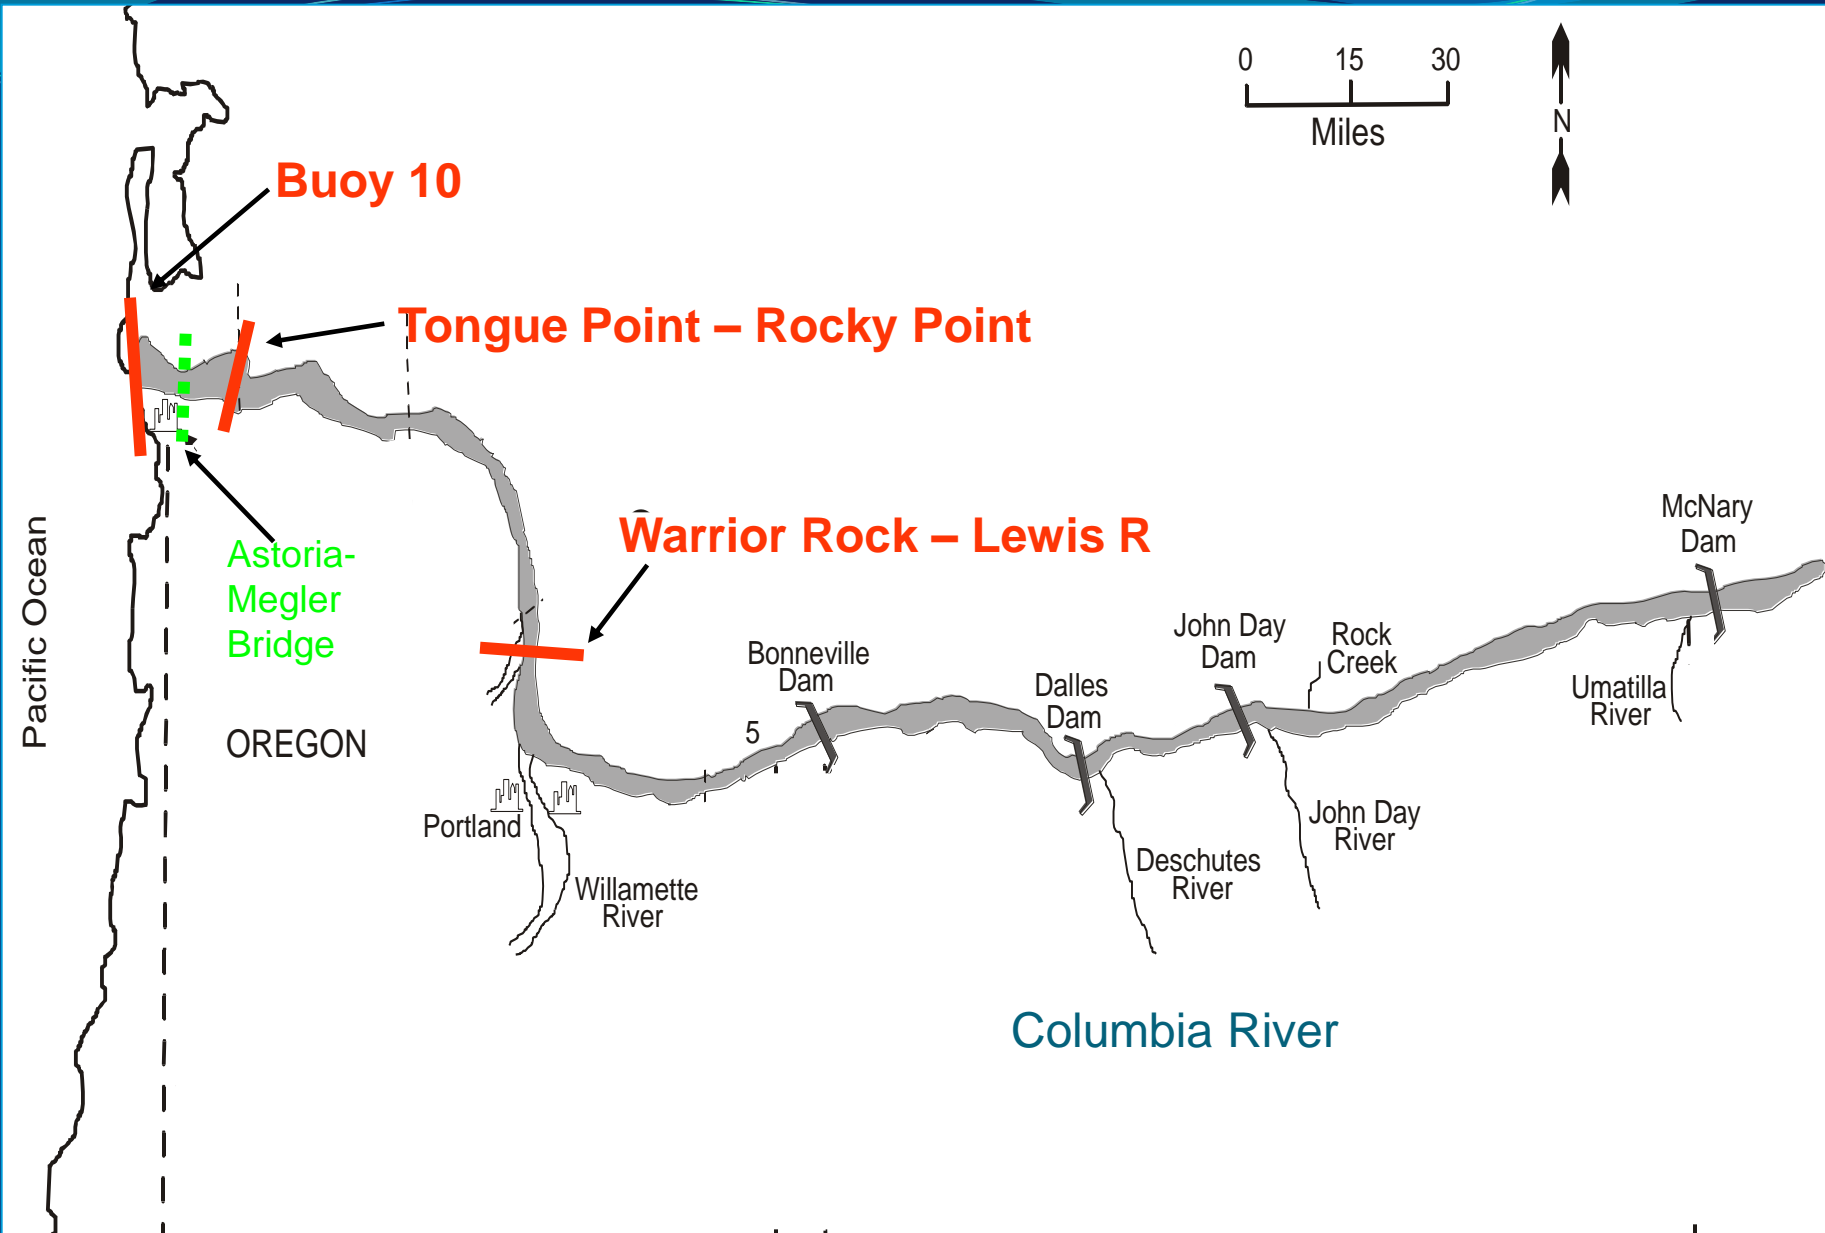 0 15 30
Miles
N
Buoy 10
Tongue Point – Rocky Point
Pacific Ocean
Astoria-
Megler
Bridge
Warrior Rock – Lewis R
McNary
Dam
John Day
Dam
Rock
Creek
Bonneville
Dam
Dalles
Dam
Umatilla
River
5
OREGON
Portland
Willamette
River
Deschutes
River
John Day
River
Columbia River